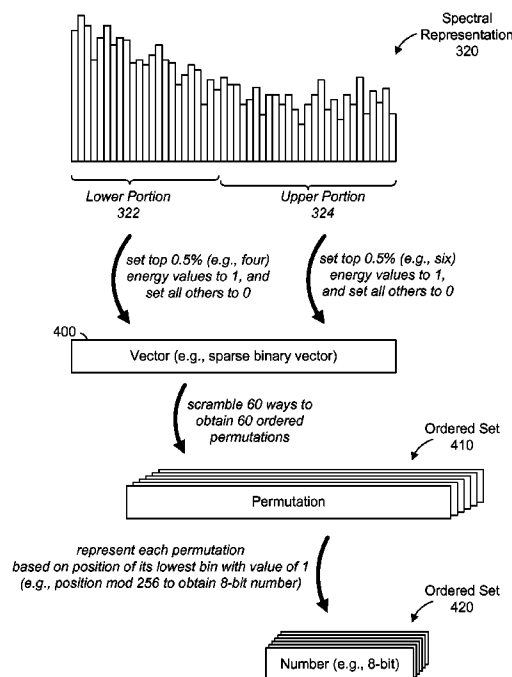 Spectral
Representation
320
Lower Portion
322
Upper Portion
324
set top 0.5% (e.g., four)
energy values to 1, and
set all others to 0
set top 0.5% (e.g., six)
energy values to 1,
and set all others to 0
400
Vector (e.g., sparse binary vector)
scramble 60 ways to
obtain 60 ordered
permutations
Ordered Set
410
Permutation
represent each permutation
based on position of its lowest bin with value of 1
(e.g., position mod 256 to obtain 8-bit number)
Ordered Set
420
Number (e.g., 8-bit)